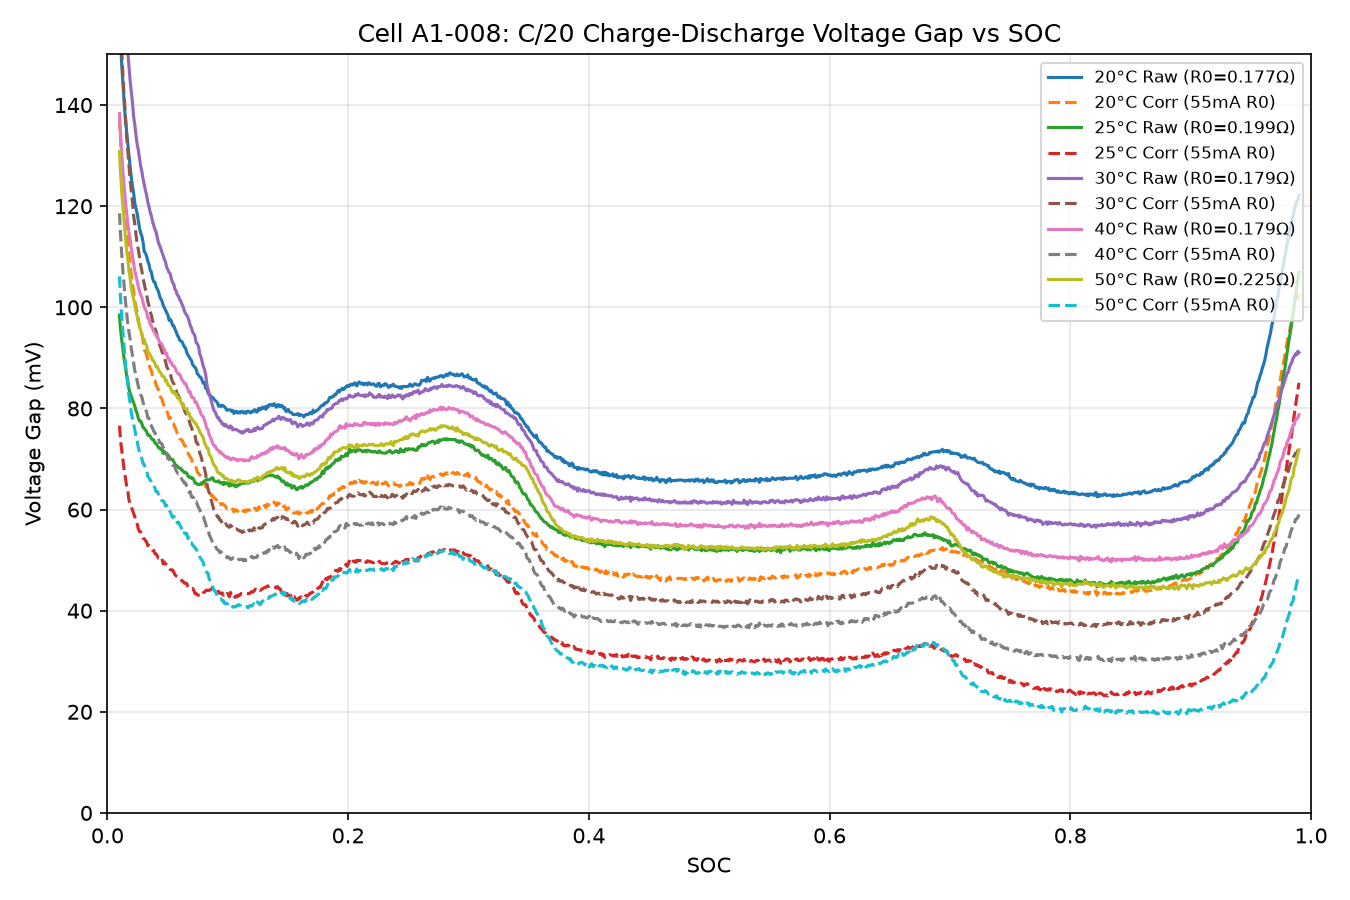 Cell A1-008: C/20 Charge-Discharge Voltage Gap vs SOC
20°C Raw (R0=0.177Ω)
20°C Corr (55mA R0)
25°C Raw (R0=0.199Ω)
25°C Corr (55mA R0)
30°C Raw (R0=0.179Ω)
30°C Corr (55mA R0)
40°C Raw (R0=0.179Ω)
40°C Corr (55mA R0)
50°C Raw (R0=0.225Ω)
50°C Corr (55mA R0)
Voltage Gap (mV)
140
120
100
80
60
40
20
0
0.0 0.2 0.4 0.6 0.8 1.0
SOC